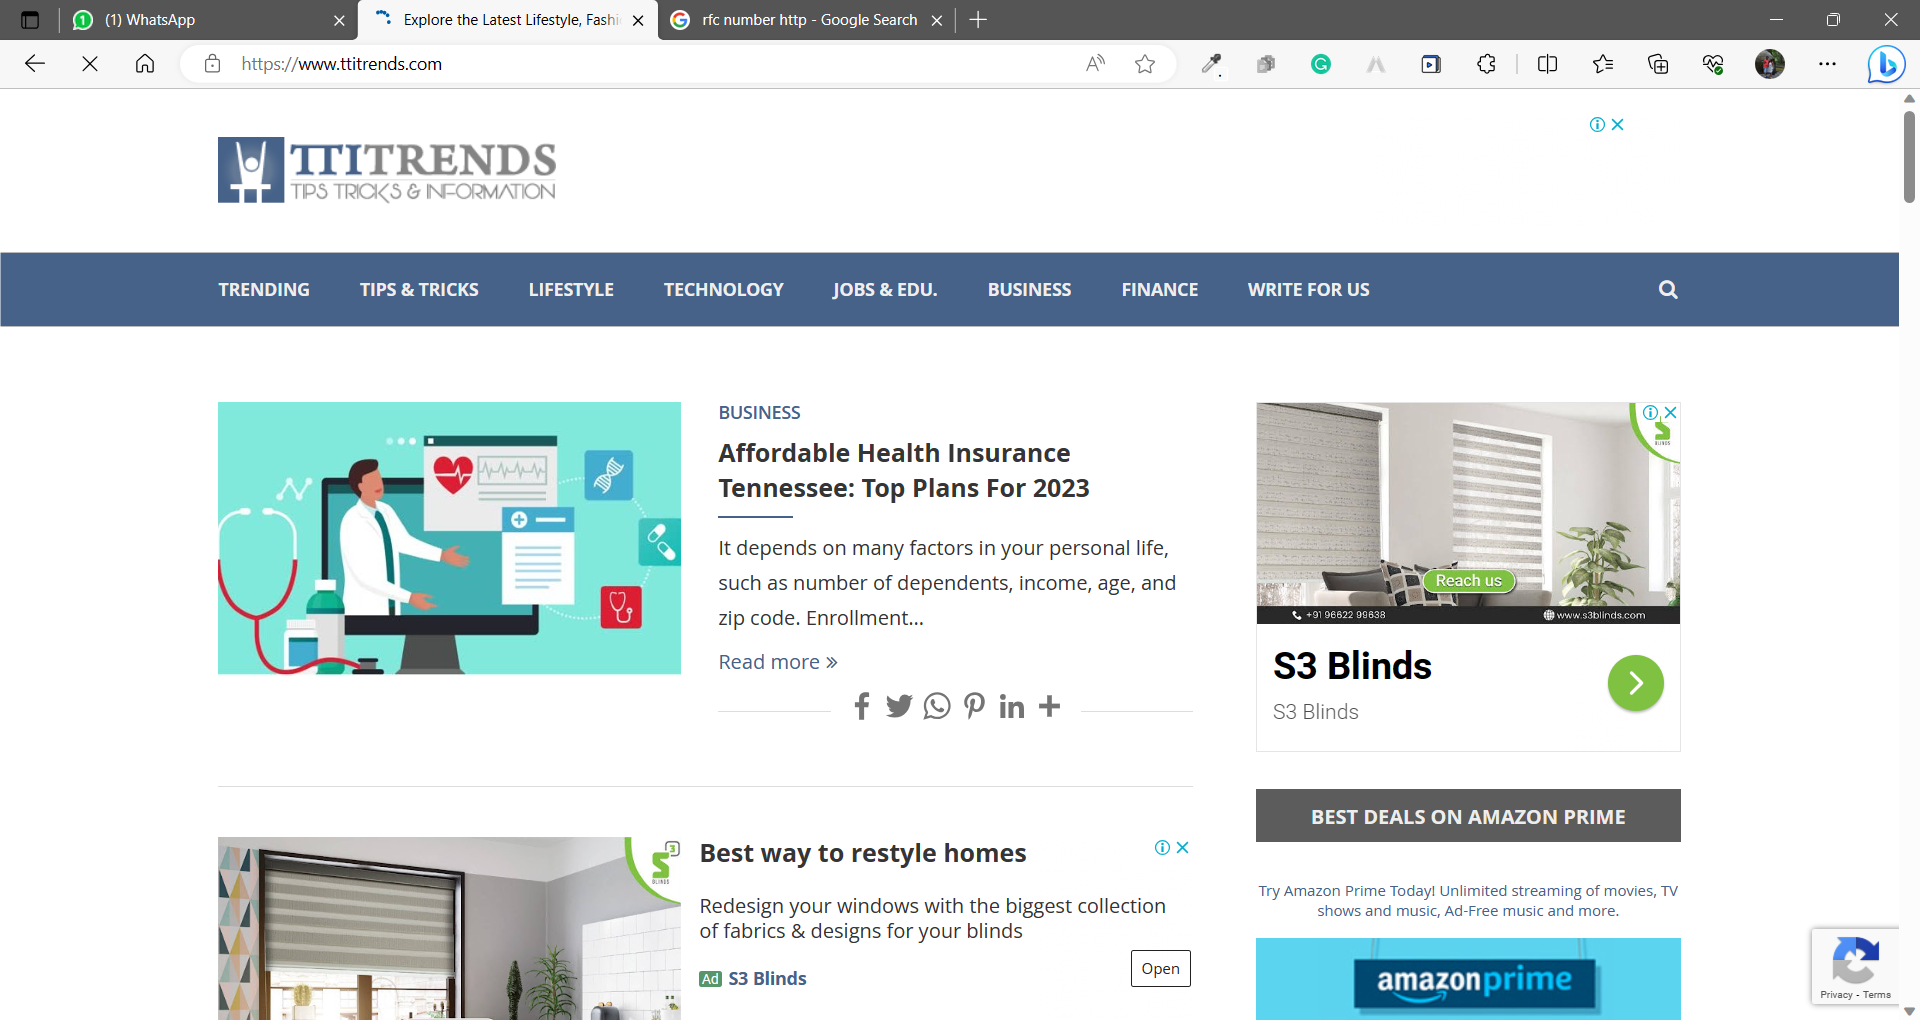 (1) WhatsApp
Explore the Latest Lifestyle, Fashi
rfc number http - Google Search
https://www.ttitrends.com
TTITRENDS
TIPS TRICKS & INFORMATION
TRENDING
TIPS & TRICKS
LIFESTYLE
TECHNOLOGY
JOBS & EDU.
BUSINESS
FINANCE
WRITE FOR US
BUSINESS
Affordable Health Insurance
Tennessee: Top Plans For 2023
It depends on many factors in your personal life,
such as number of dependents, income, age, and
zip code. Enrollment...
Read more »
S
BLINDS
Reach us
+91 96622 99638
www.s3blinds.com
S3 Blinds
S3 Blinds
BEST DEALS ON AMAZON PRIME
Try Amazon Prime Today! Unlimited streaming of movies, TV
shows and music, Ad-Free music and more.
amazonprime
S3
BLINDS
Best way to restyle homes
Redesign your windows with the biggest collection
of fabrics & designs for your blinds
Ad S3 Blinds
Open
Privacy - Terms